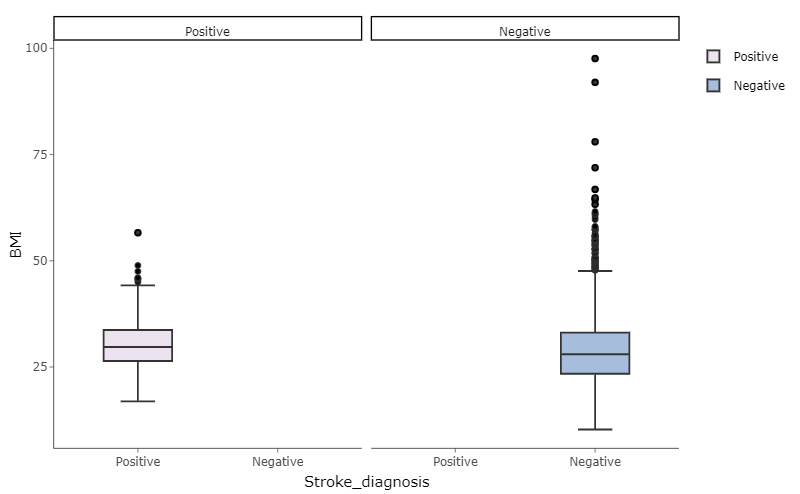 Positive
Negative
Positive
Negative
100
75
50
25
BMI
Positive
Negative
Positive
Negative
Stroke_diagnosis